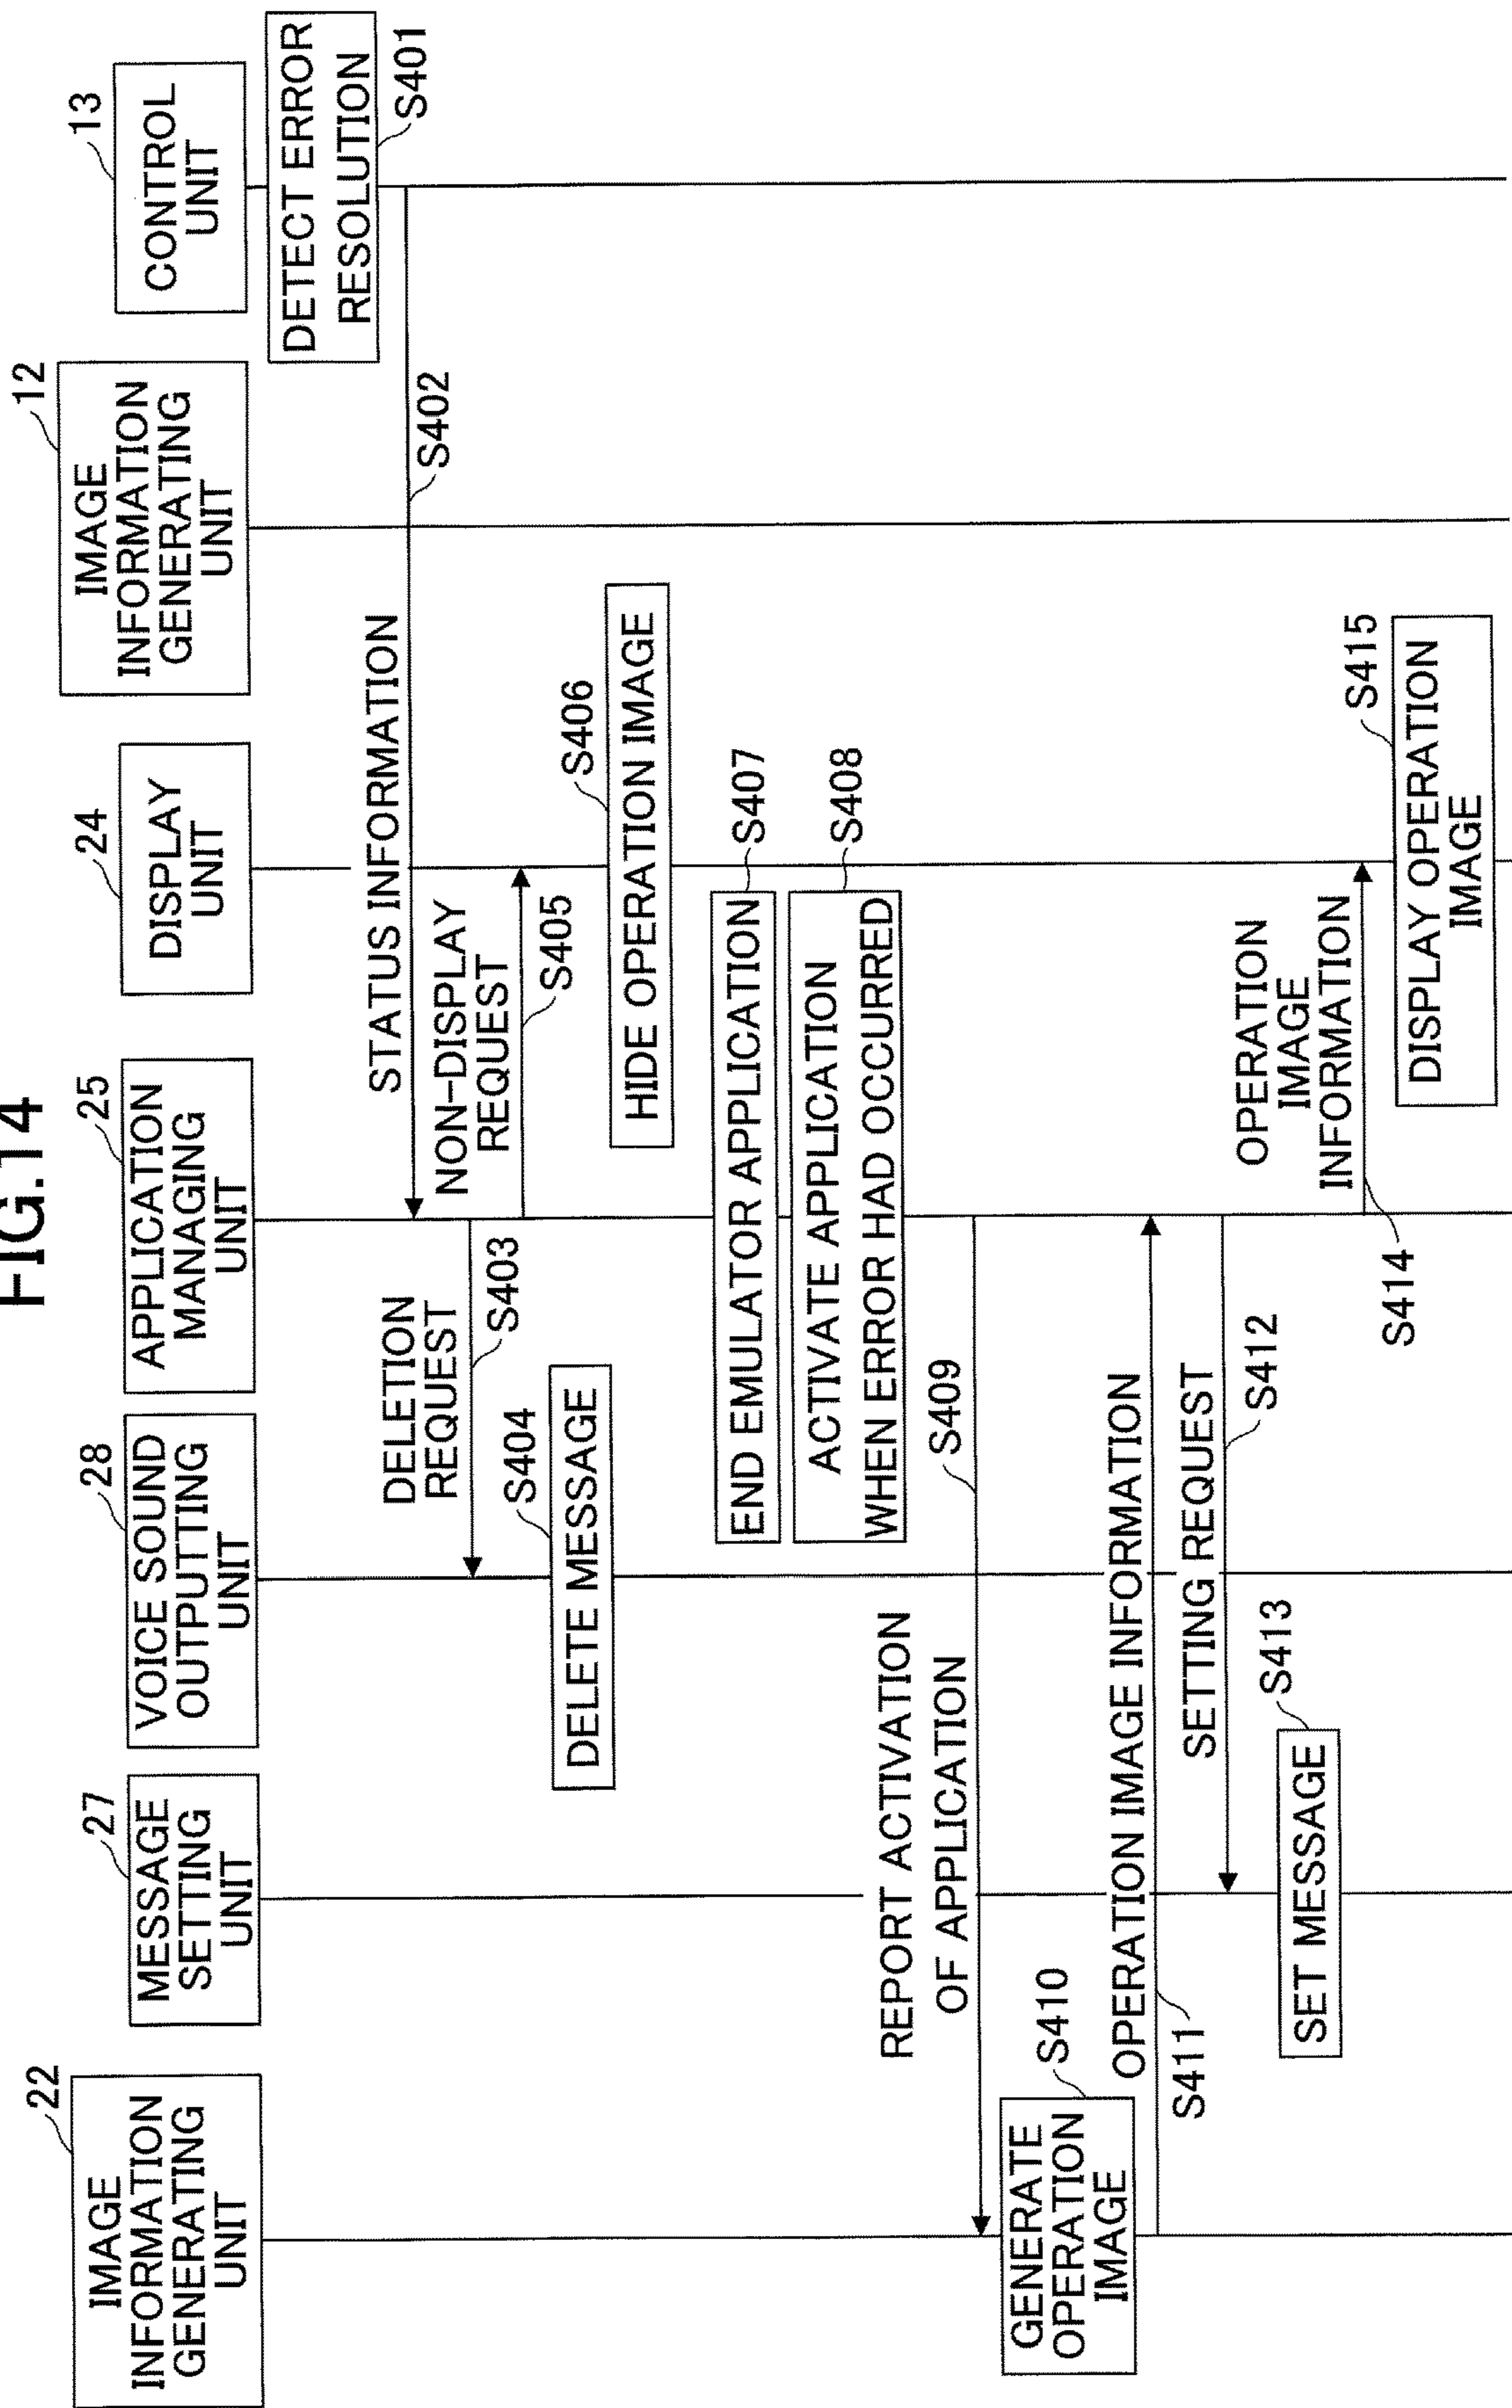 FIG.14
22
IMAGE
INFORMATION
GENERATING
UNIT
27
MESSAGE
SETTING
UNIT
28
VOICE SOUND
OUTPUTTING
UNIT
25
APPLICATION
MANAGING
UNIT
24
DISPLAY
UNIT
12
IMAGE
INFORMATION
GENERATING
UNIT
13
CONTROL
UNIT
DETECT ERROR
RESOLUTION
S401
STATUS INFORMATION
S402
DELETION
REQUEST
S403
NON-DISPLAY
REQUEST
S405
S404
DELETE MESSAGE
S406
HIDE OPERATION IMAGE
END EMULATOR APPLICATION
S407
ACTIVATE APPLICATION
WHEN ERROR HAD OCCURRED
S408
REPORT ACTIVATION
OF APPLICATION
S409
GENERATE
OPERATION
IMAGE
S410
OPERATION IMAGE INFORMATION
S411
SETTING REQUEST
S412
SET MESSAGE
S413
OPERATION
IMAGE
INFORMATION
S414
DISPLAY OPERATION
IMAGE
S415